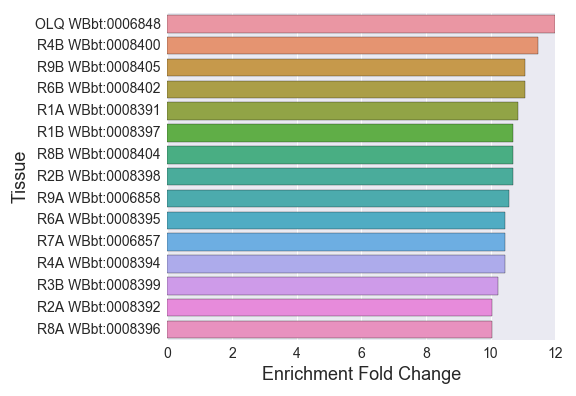 OLQ WBbt:0006848
R4B WBbt:0008400
R9B WBbt:0008405
R6B WBbt:0008402
R1A WBbt:0008391
R1B WBbt:0008397
R8B WBbt:0008404
R2B WBbt:0008398
R9A WBbt:0006858
R6A WBbt:0008395
R7A WBbt:0006857
R4A WBbt:0008394
R3B WBbt:0008399
R2A WBbt:0008392
R8A WBbt:0008396
Tissue
0 2 4 6 8 10 12
Enrichment Fold Change